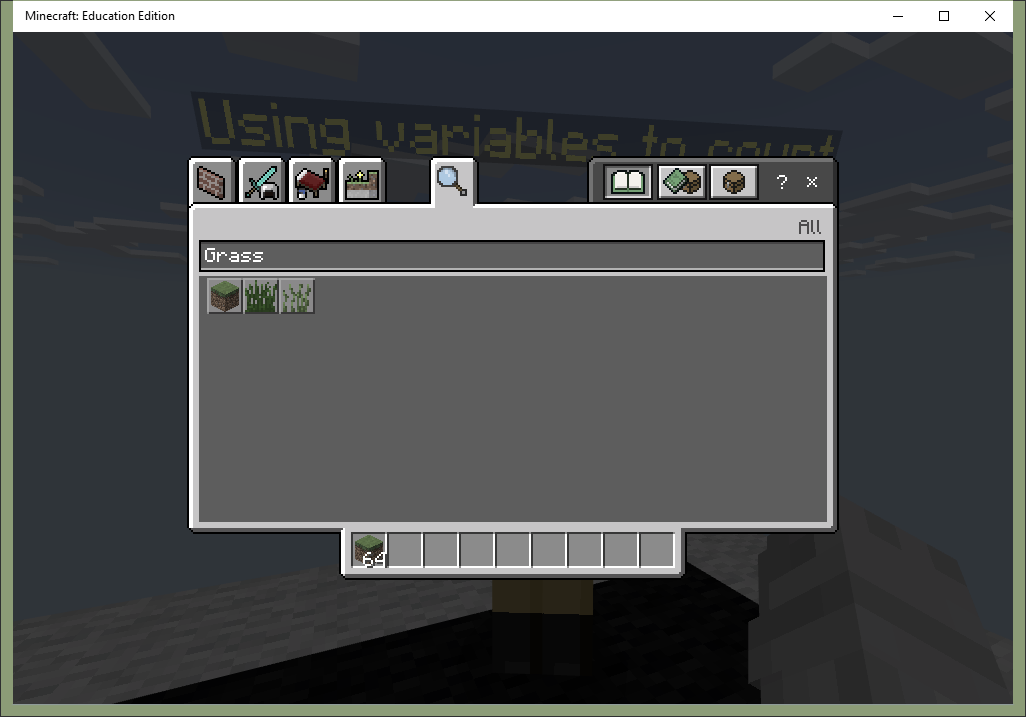 Minecraft: Education Edition
Using variables to count
? ×
All
Grass
64